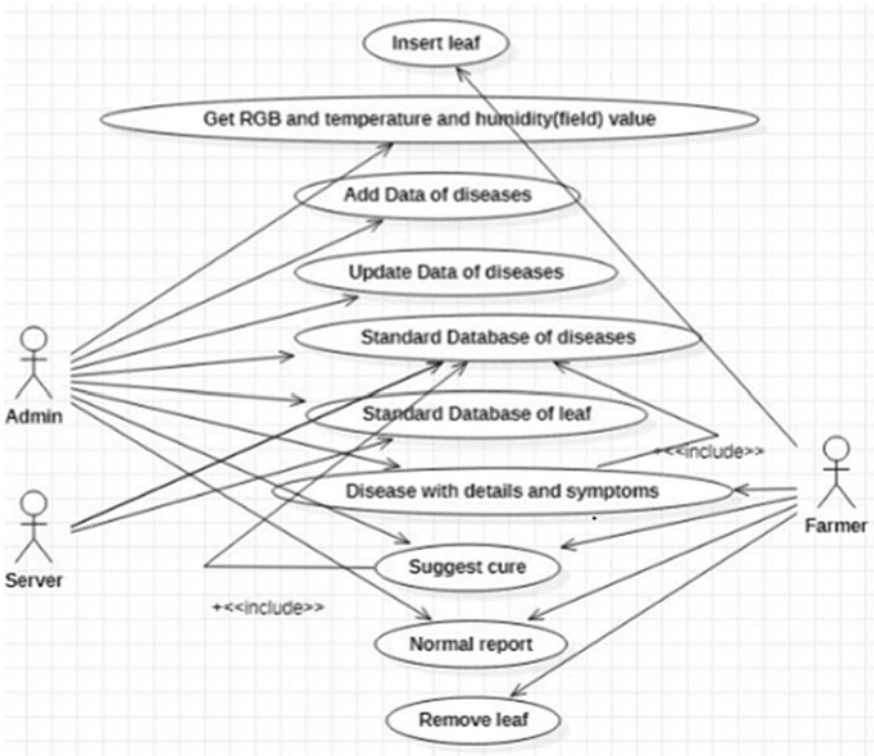 Insert leaf
Get RGB and temperature and humidity(field) value
Add Data of diseases
Update Data of diseases
Standard Database of diseases
Admin
Standard Database of leaf
+<<include>>
Disease with details and symptoms
Farmer
Server
Suggest cure
+<<include>>
Normal report
Remove leaf